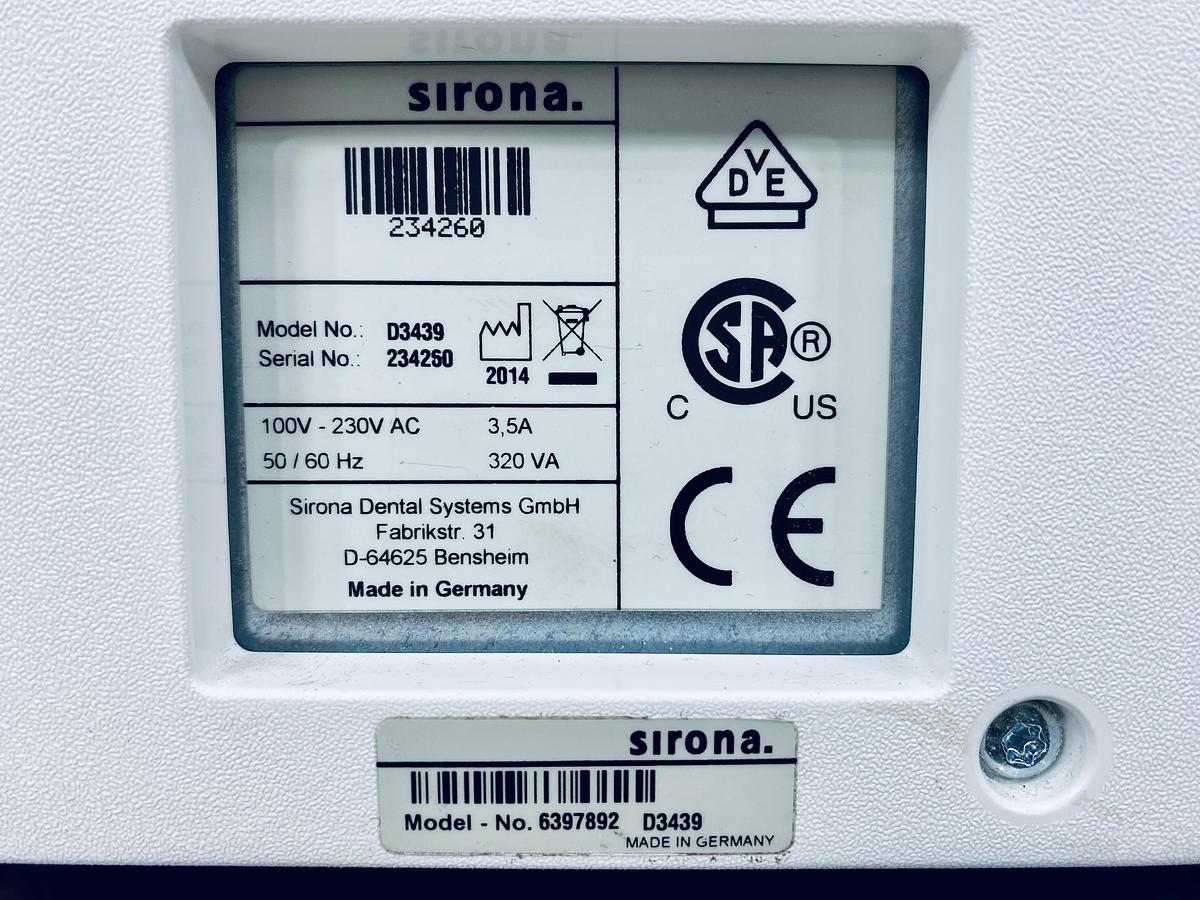 sirona.
234260
Model No.: D3439
Serial No.: 234260
2014
100V - 230V AC 3,5A
50 / 60 Hz 320 VA
Sirona Dental Systems GmbH
Fabrikstr. 31
D-64625 Bensheim
Made in Germany
VDE
CSA ®
C US
CE
sirona.
Model - No. 6397892 D3439
MADE IN GERMANY